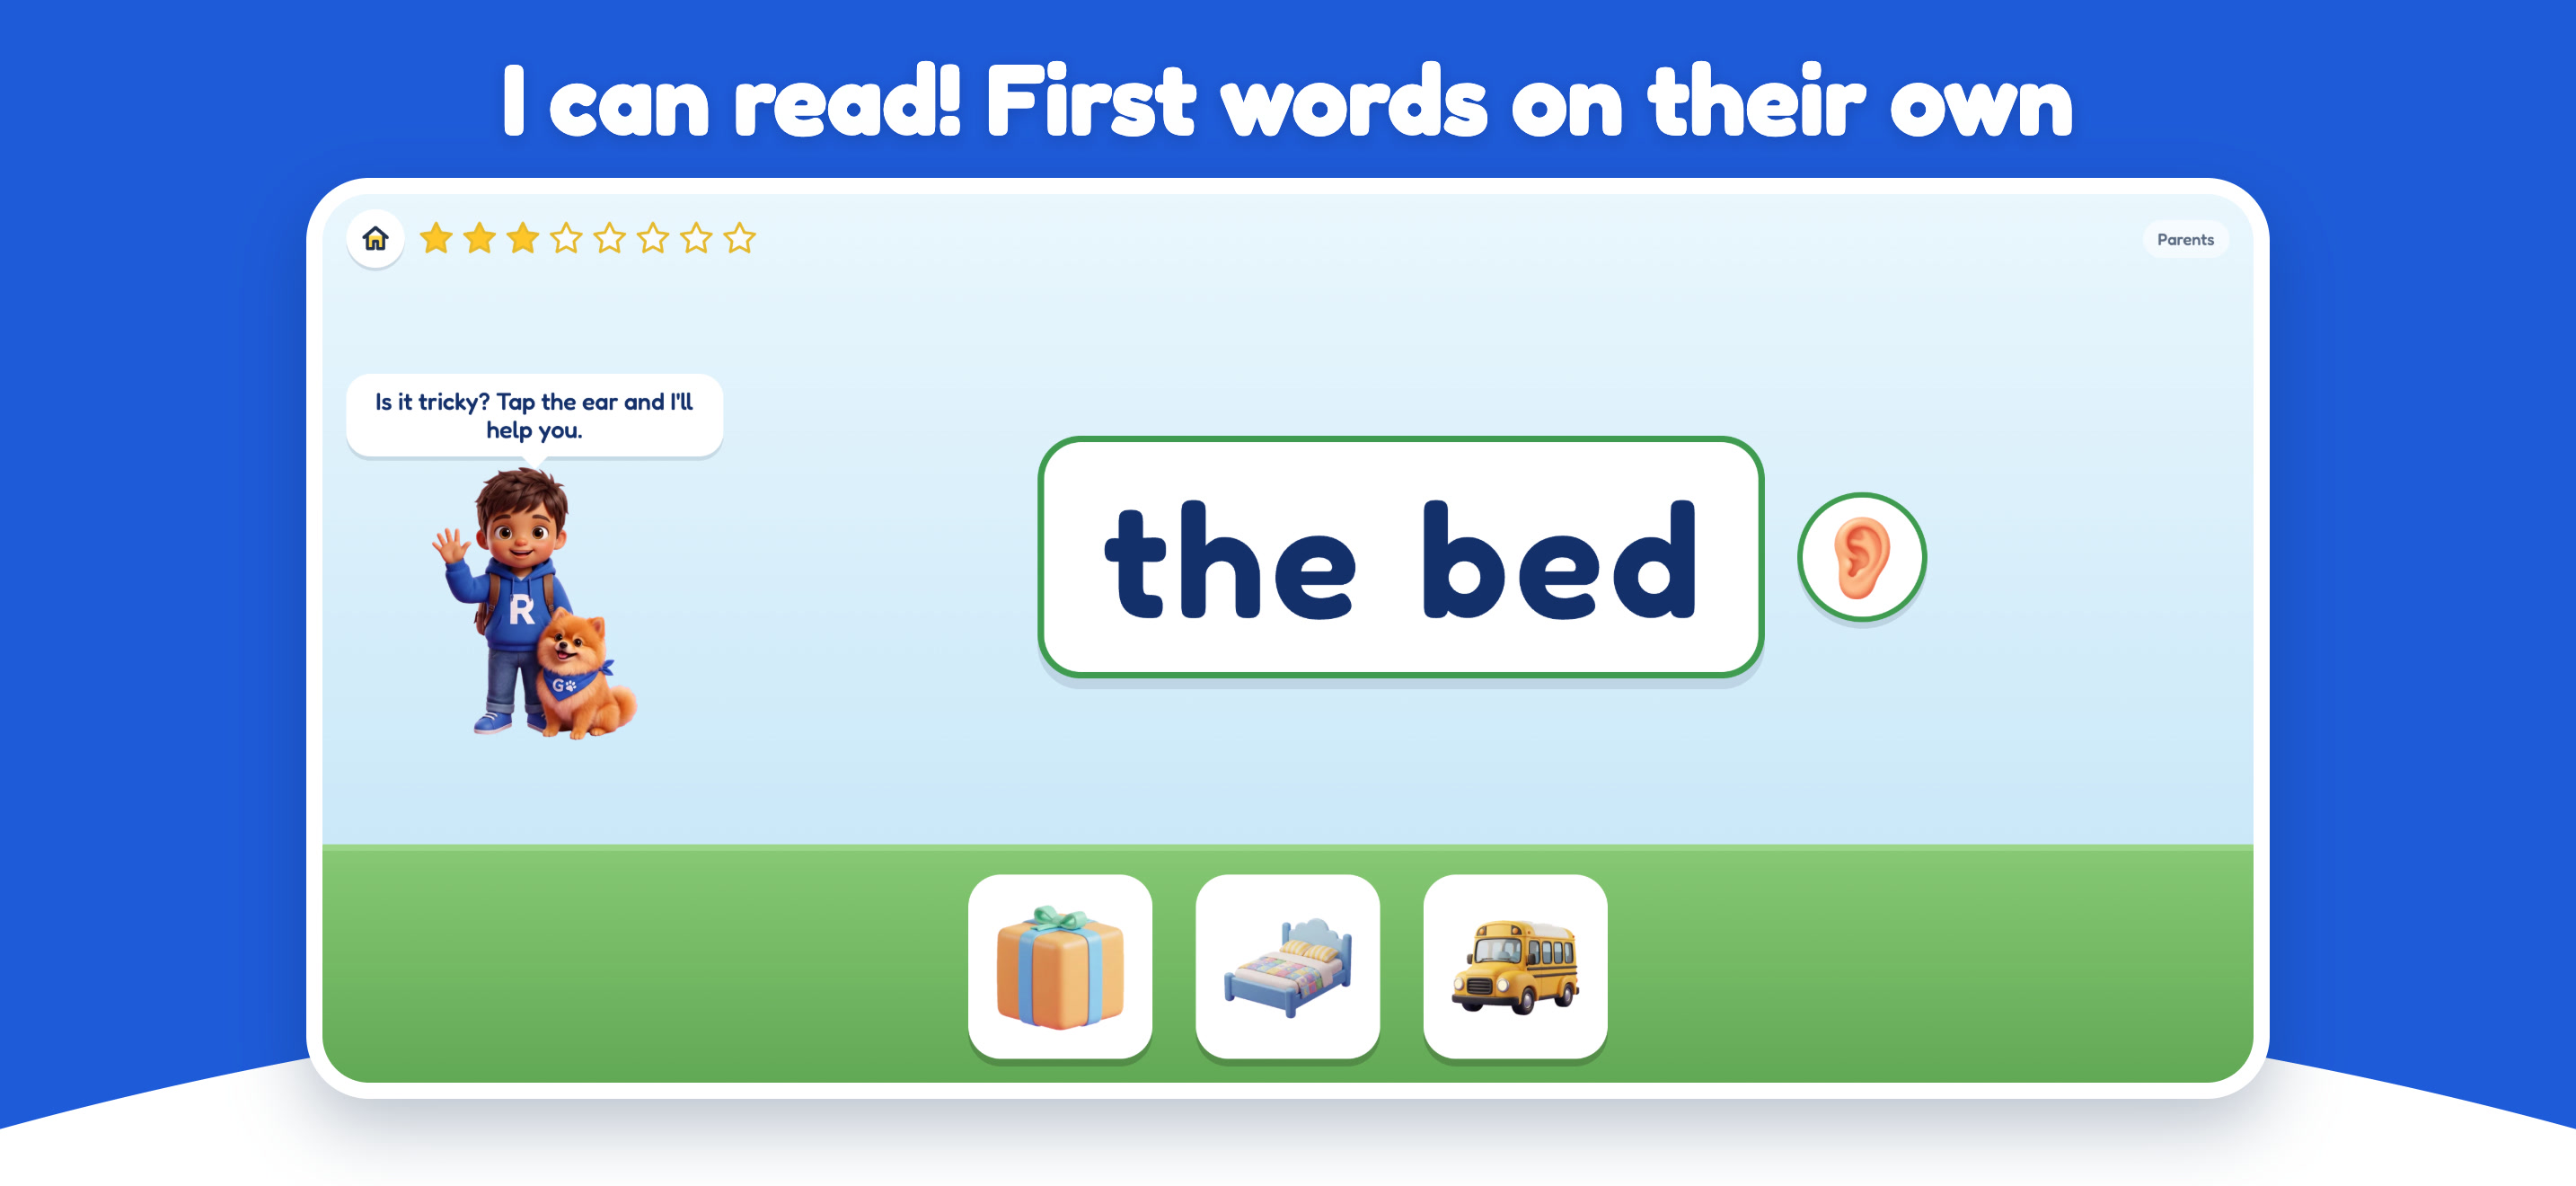 I can read! First words on their own
Parents
Is it tricky? Tap the ear and I'll
help you.
the bed
R
G